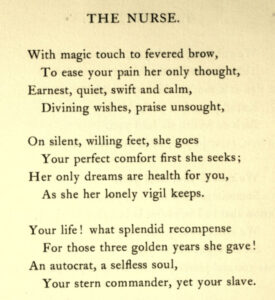 THE NURSE.
With magic touch to fevered brow,
To ease your pain her only thought,
Earnest, quiet, swift and calm,
Divining wishes, praise unsought,
On silent, willing feet, she goes
Your perfect comfort first she seeks;
Her only dreams are health for you,
As she her lonely vigil keeps.
Your life! what splendid recompense
For those three golden years she gave!
An autocrat, a selfless soul,
Your stern commander, yet your slave.